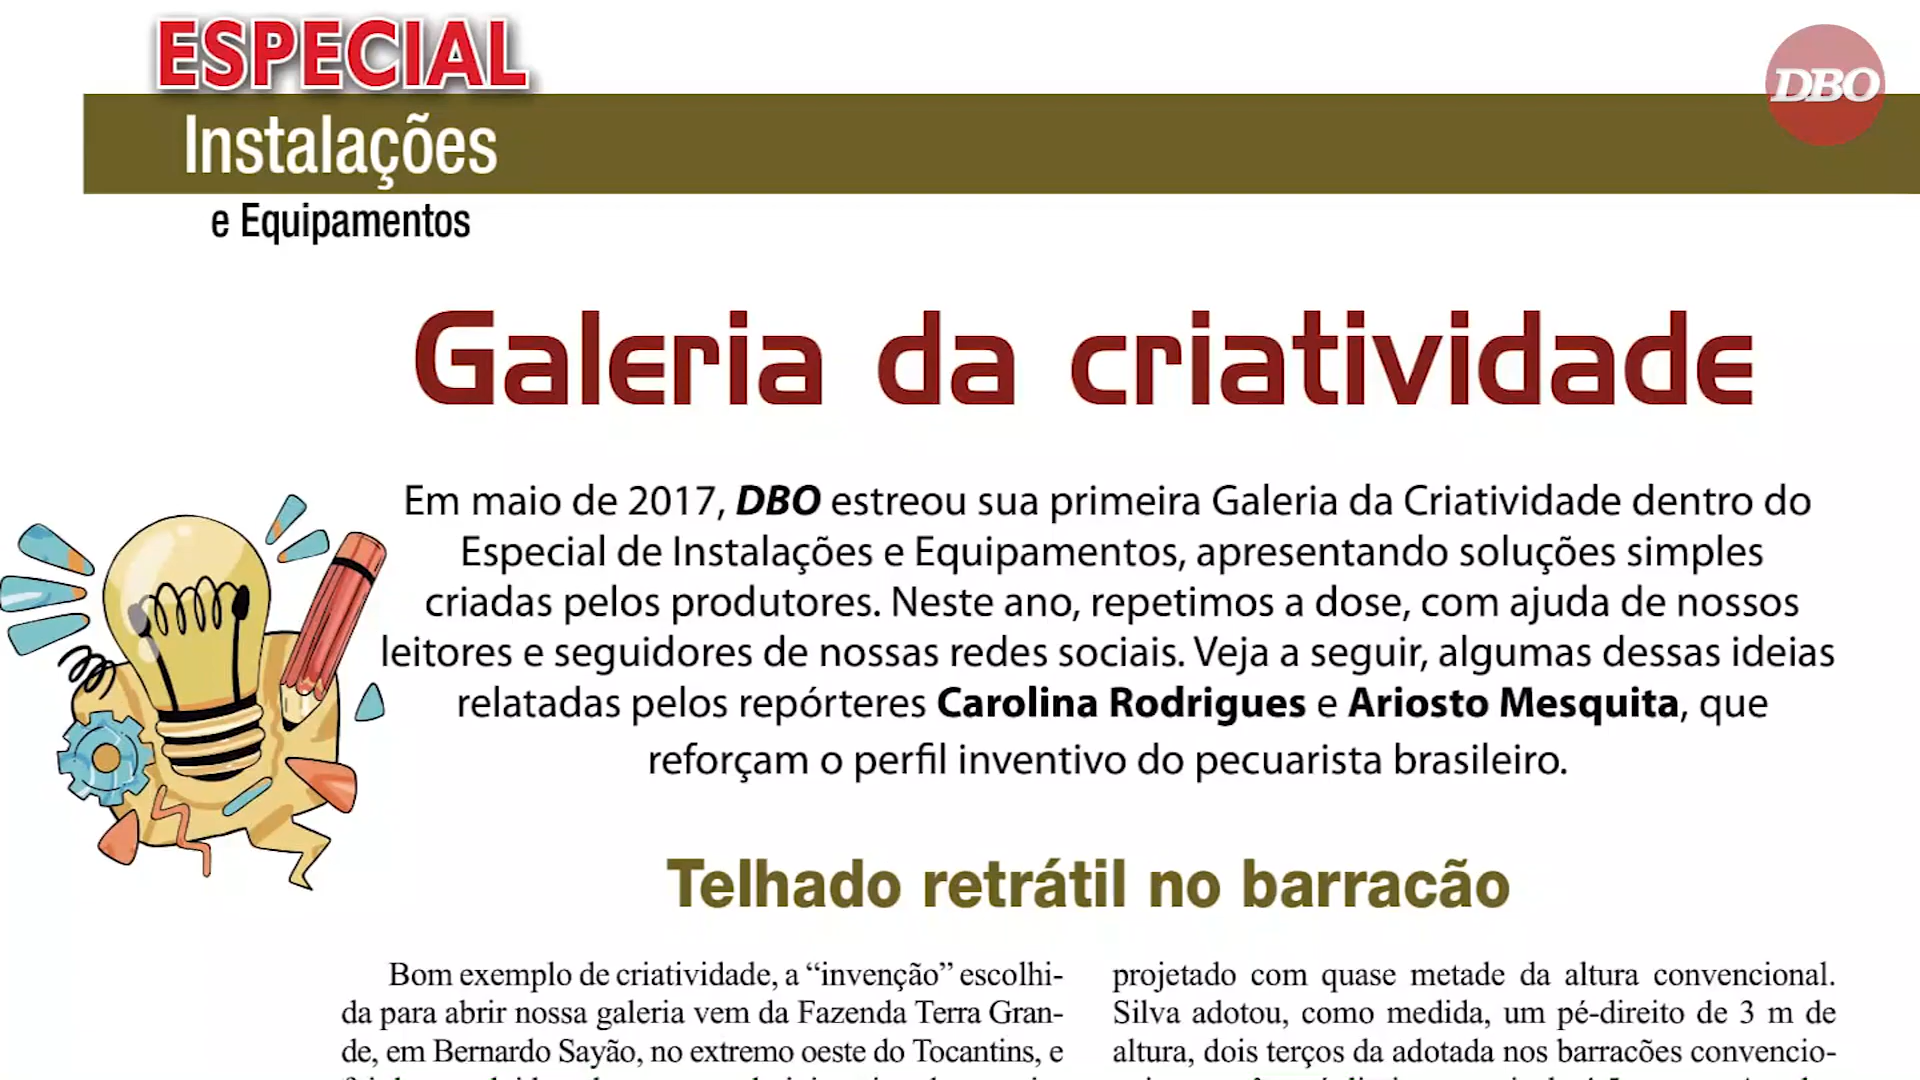 ESPECIAL
DBO
Instalações
e Equipamentos
Galeria da criatividade
Em maio de 2017, DBO estreou sua primeira Galeria da Criatividade dentro do
Especial de Instalações e Equipamentos, apresentando soluções simples
criadas pelos produtores. Neste ano, repetimos a dose, com ajuda de nossos
leitores e seguidores de nossas redes sociais. Veja a seguir, algumas dessas ideias
relatadas pelos repórteres Carolina Rodrigues e Ariosto Mesquita, que
reforçam o perfil inventivo do pecuarista brasileiro.
Telhado retrátil no barracão
Bom exemplo de criatividade, a “invenção” escolhi-
da para abrir nossa galeria vem da Fazenda Terra Gran-
de, em Bernardo Sayão, no extremo oeste do Tocantins, e
projetado com quase metade da altura convencional.
Silva adotou, como medida, um pé-direito de 3 m de
altura, dois terços da adotada nos barracões convencio-